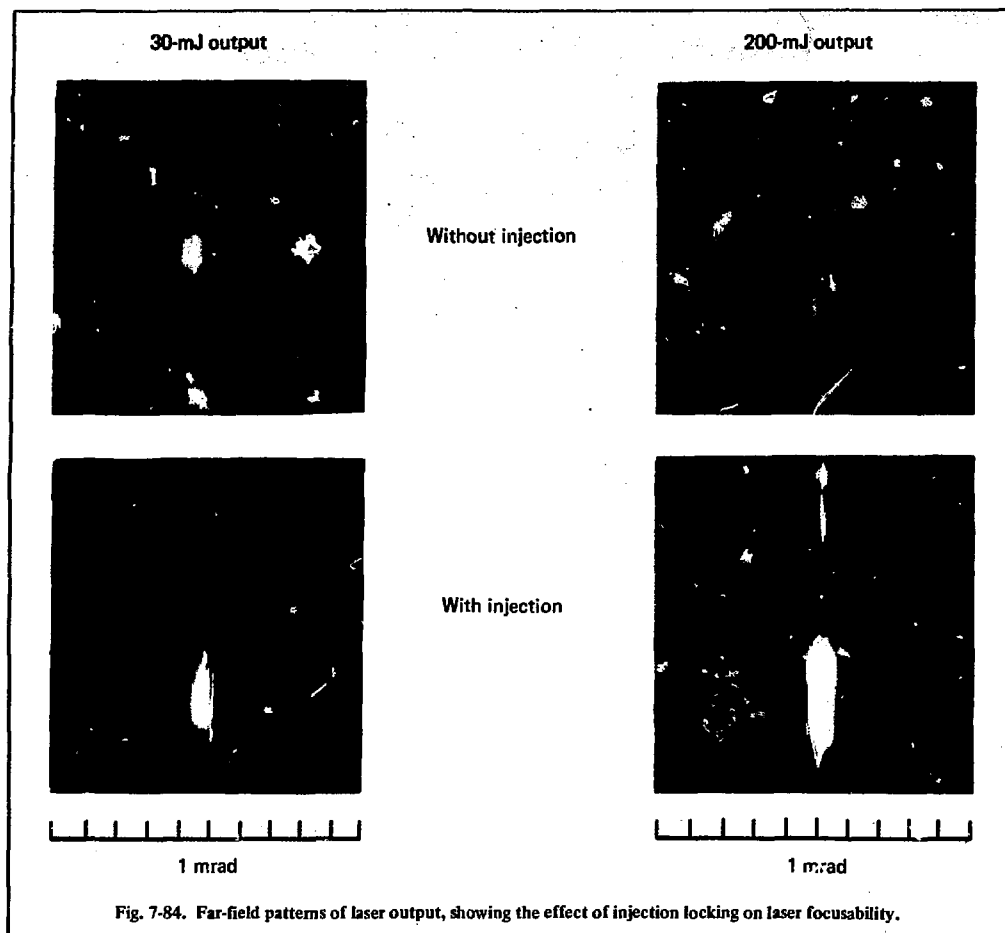 30-mJ output
200-mJ output
Without injection
With injection
1 mrad
1 mrad
Fig. 7-84. Far-field patterns of laser output, showing the effect of injection locking on laser focusability.